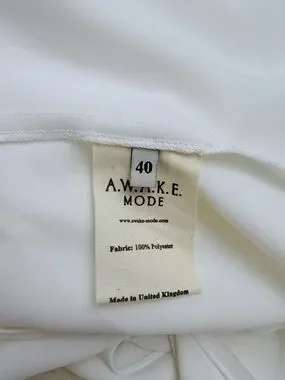 40
A.W.A.K.E.
MODE
www.awake-mode.com
Fabric: 100% Polyester
Made in United Kingdom